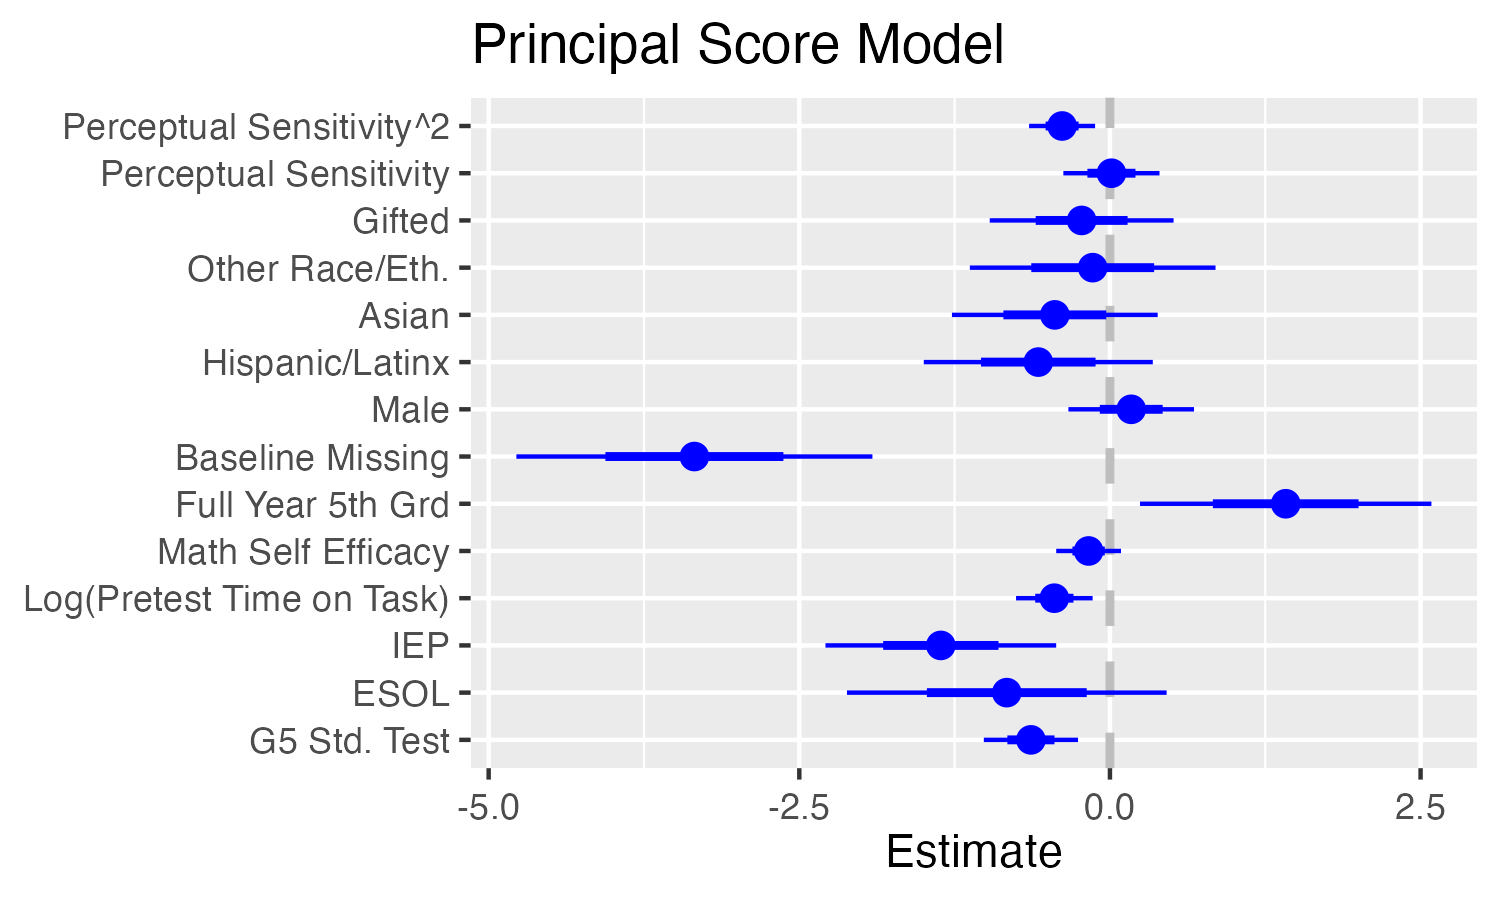 Principal Score Model
Perceptual Sensitivity^2
Perceptual Sensitivity
Gifted
Other Race/Eth.
Asian
Hispanic/Latinx
Male
Baseline Missing
Full Year 5th Grd
Math Self Efficacy
Log(Pretest Time on Task)
IEP
ESOL
G5 Std. Test
-5.0 -2.5 0.0 2.5
Estimate